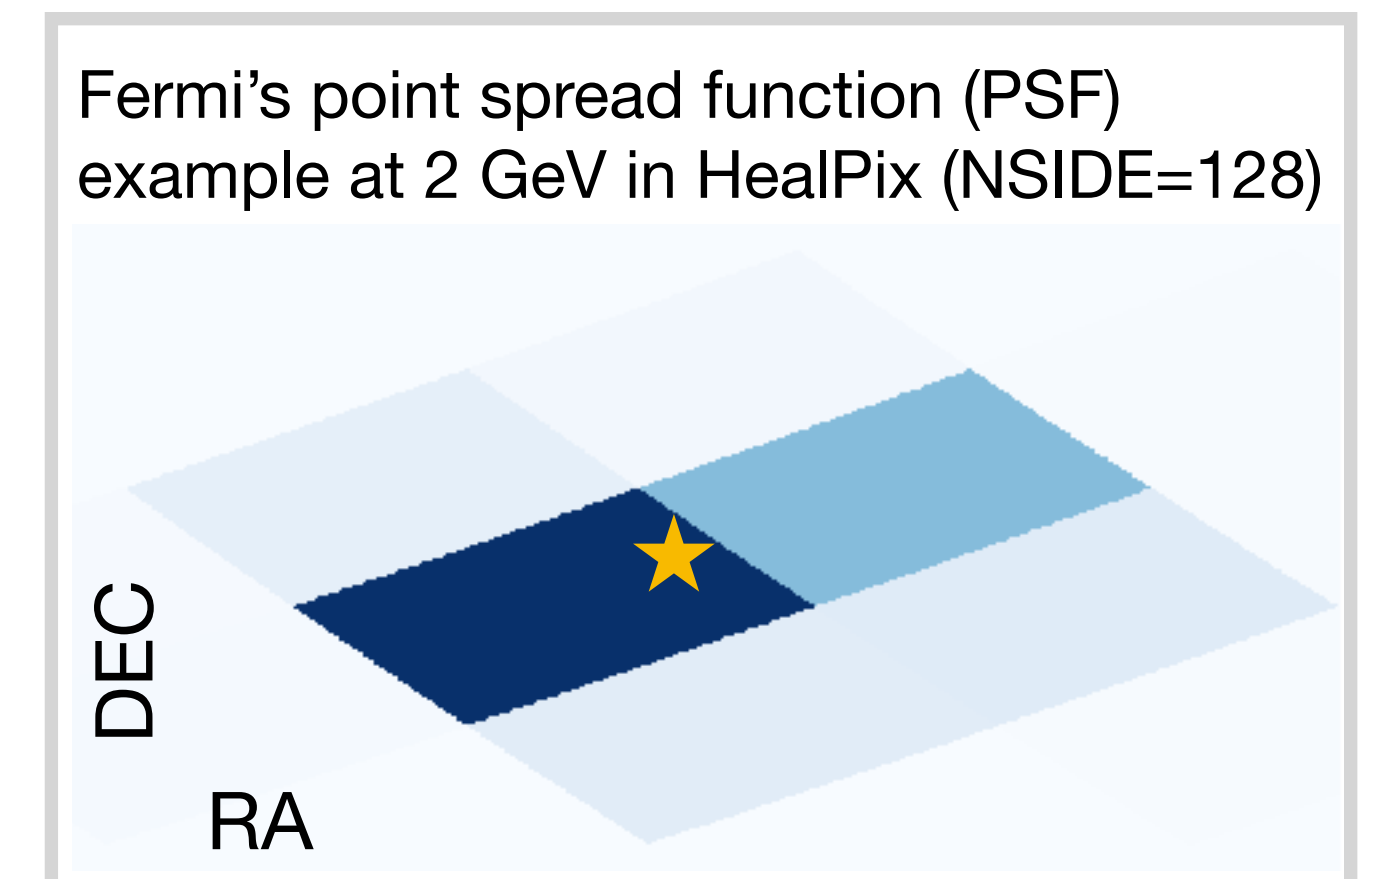 Fermi’s point spread function (PSF)
example at 2 GeV in HealPix (NSIDE=128)
DEC
RA